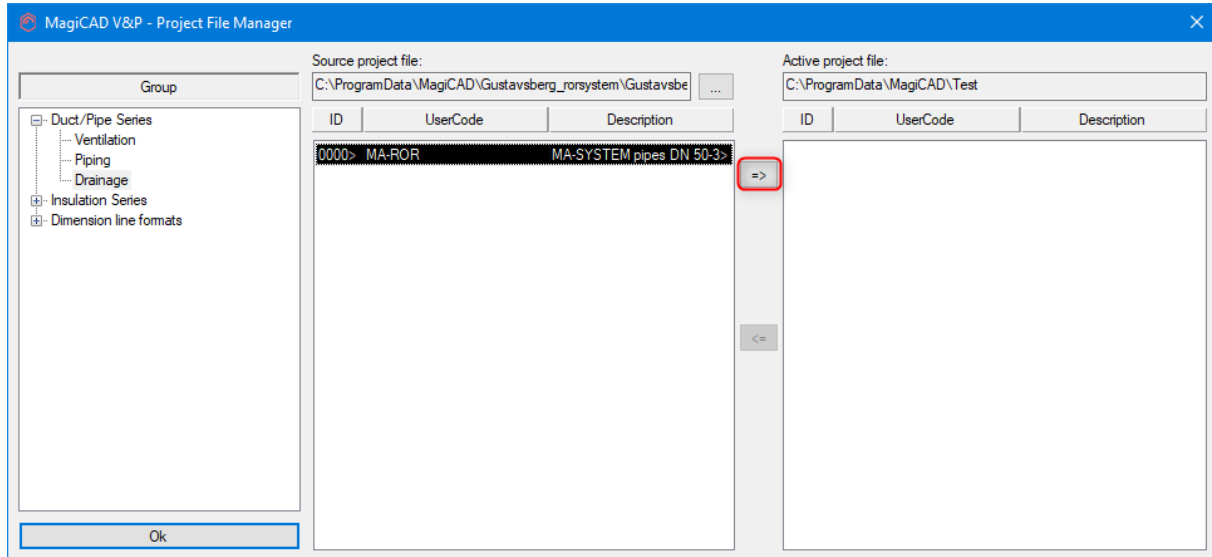 MagiCAD V&P - Project File Manager
Source project file:
Active project file:
Group
C:\ProgramData\MagiCAD\Gustavsberg_rorsystem\Gustavsbe
...
C:\ProgramData\MagiCAD\Test
ID UserCode Description
ID UserCode Description
Duct/Pipe Series
Ventilation
Piping
Drainage
Insulation Series
Dimension line formats
0000> MA-ROR MA-SYSTEM pipes DN 50-3>
=>
<=
Ok